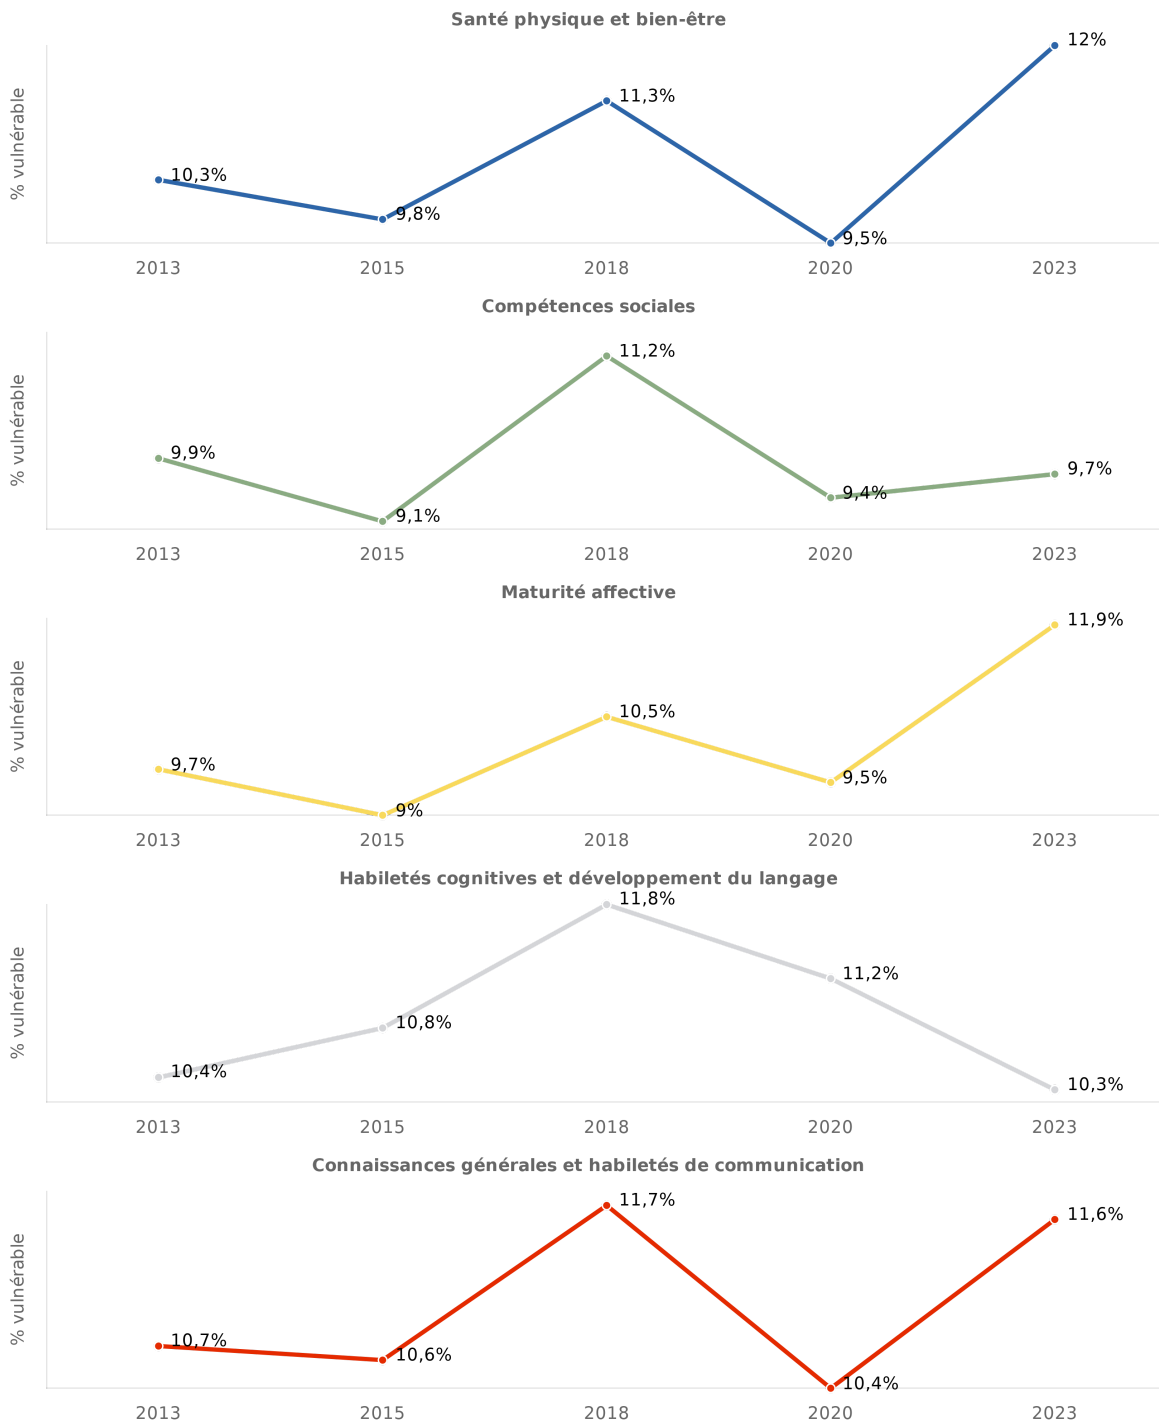 Santé physique et bien-être
% vulnérable
12%
11,3%
10,3%
9,8%
9,5%
2013 2015 2018 2020 2023
Compétences sociales
% vulnérable
11,2%
9,9%
9,7%
9,4%
9,1%
2013 2015 2018 2020 2023
Maturité affective
% vulnérable
11,9%
10,5%
9,7%
9,5%
9%
2013 2015 2018 2020 2023
Habiletés cognitives et développement du langage
% vulnérable
11,8%
11,2%
10,8%
10,4%
10,3%
2013 2015 2018 2020 2023
Connaissances générales et habiletés de communication
% vulnérable
11,7%
11,6%
10,7%
10,6%
10,4%
2013 2015 2018 2020 2023